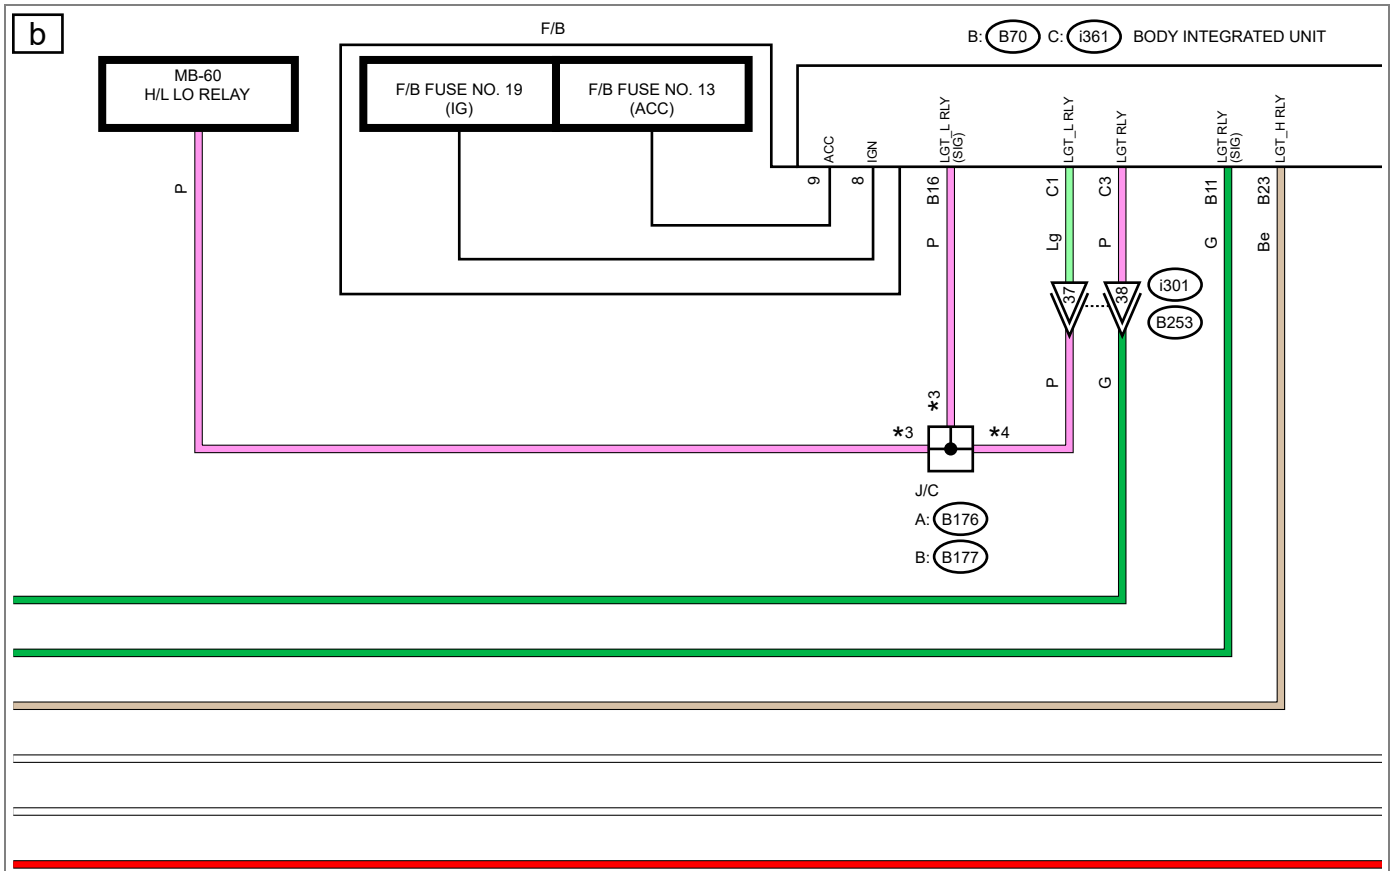 b
F/B
B: B70 C: i361 BODY INTEGRATED UNIT
MB-60
H/L LO RELAY
F/B FUSE NO. 19
(IG)
F/B FUSE NO. 13
(ACC)
ACC
IGN
LGT_L RLY
(SIG)
LGT_L RLY
LGT RLY
LGT RLY
(SIG)
LGT_H RLY
9
8
B16
C1
C3
B11
B23
P
P
Lg
P
G
Be
37
38
i301
B253
P
G
*3
*3
*4
J/C
A: B176
B: B177